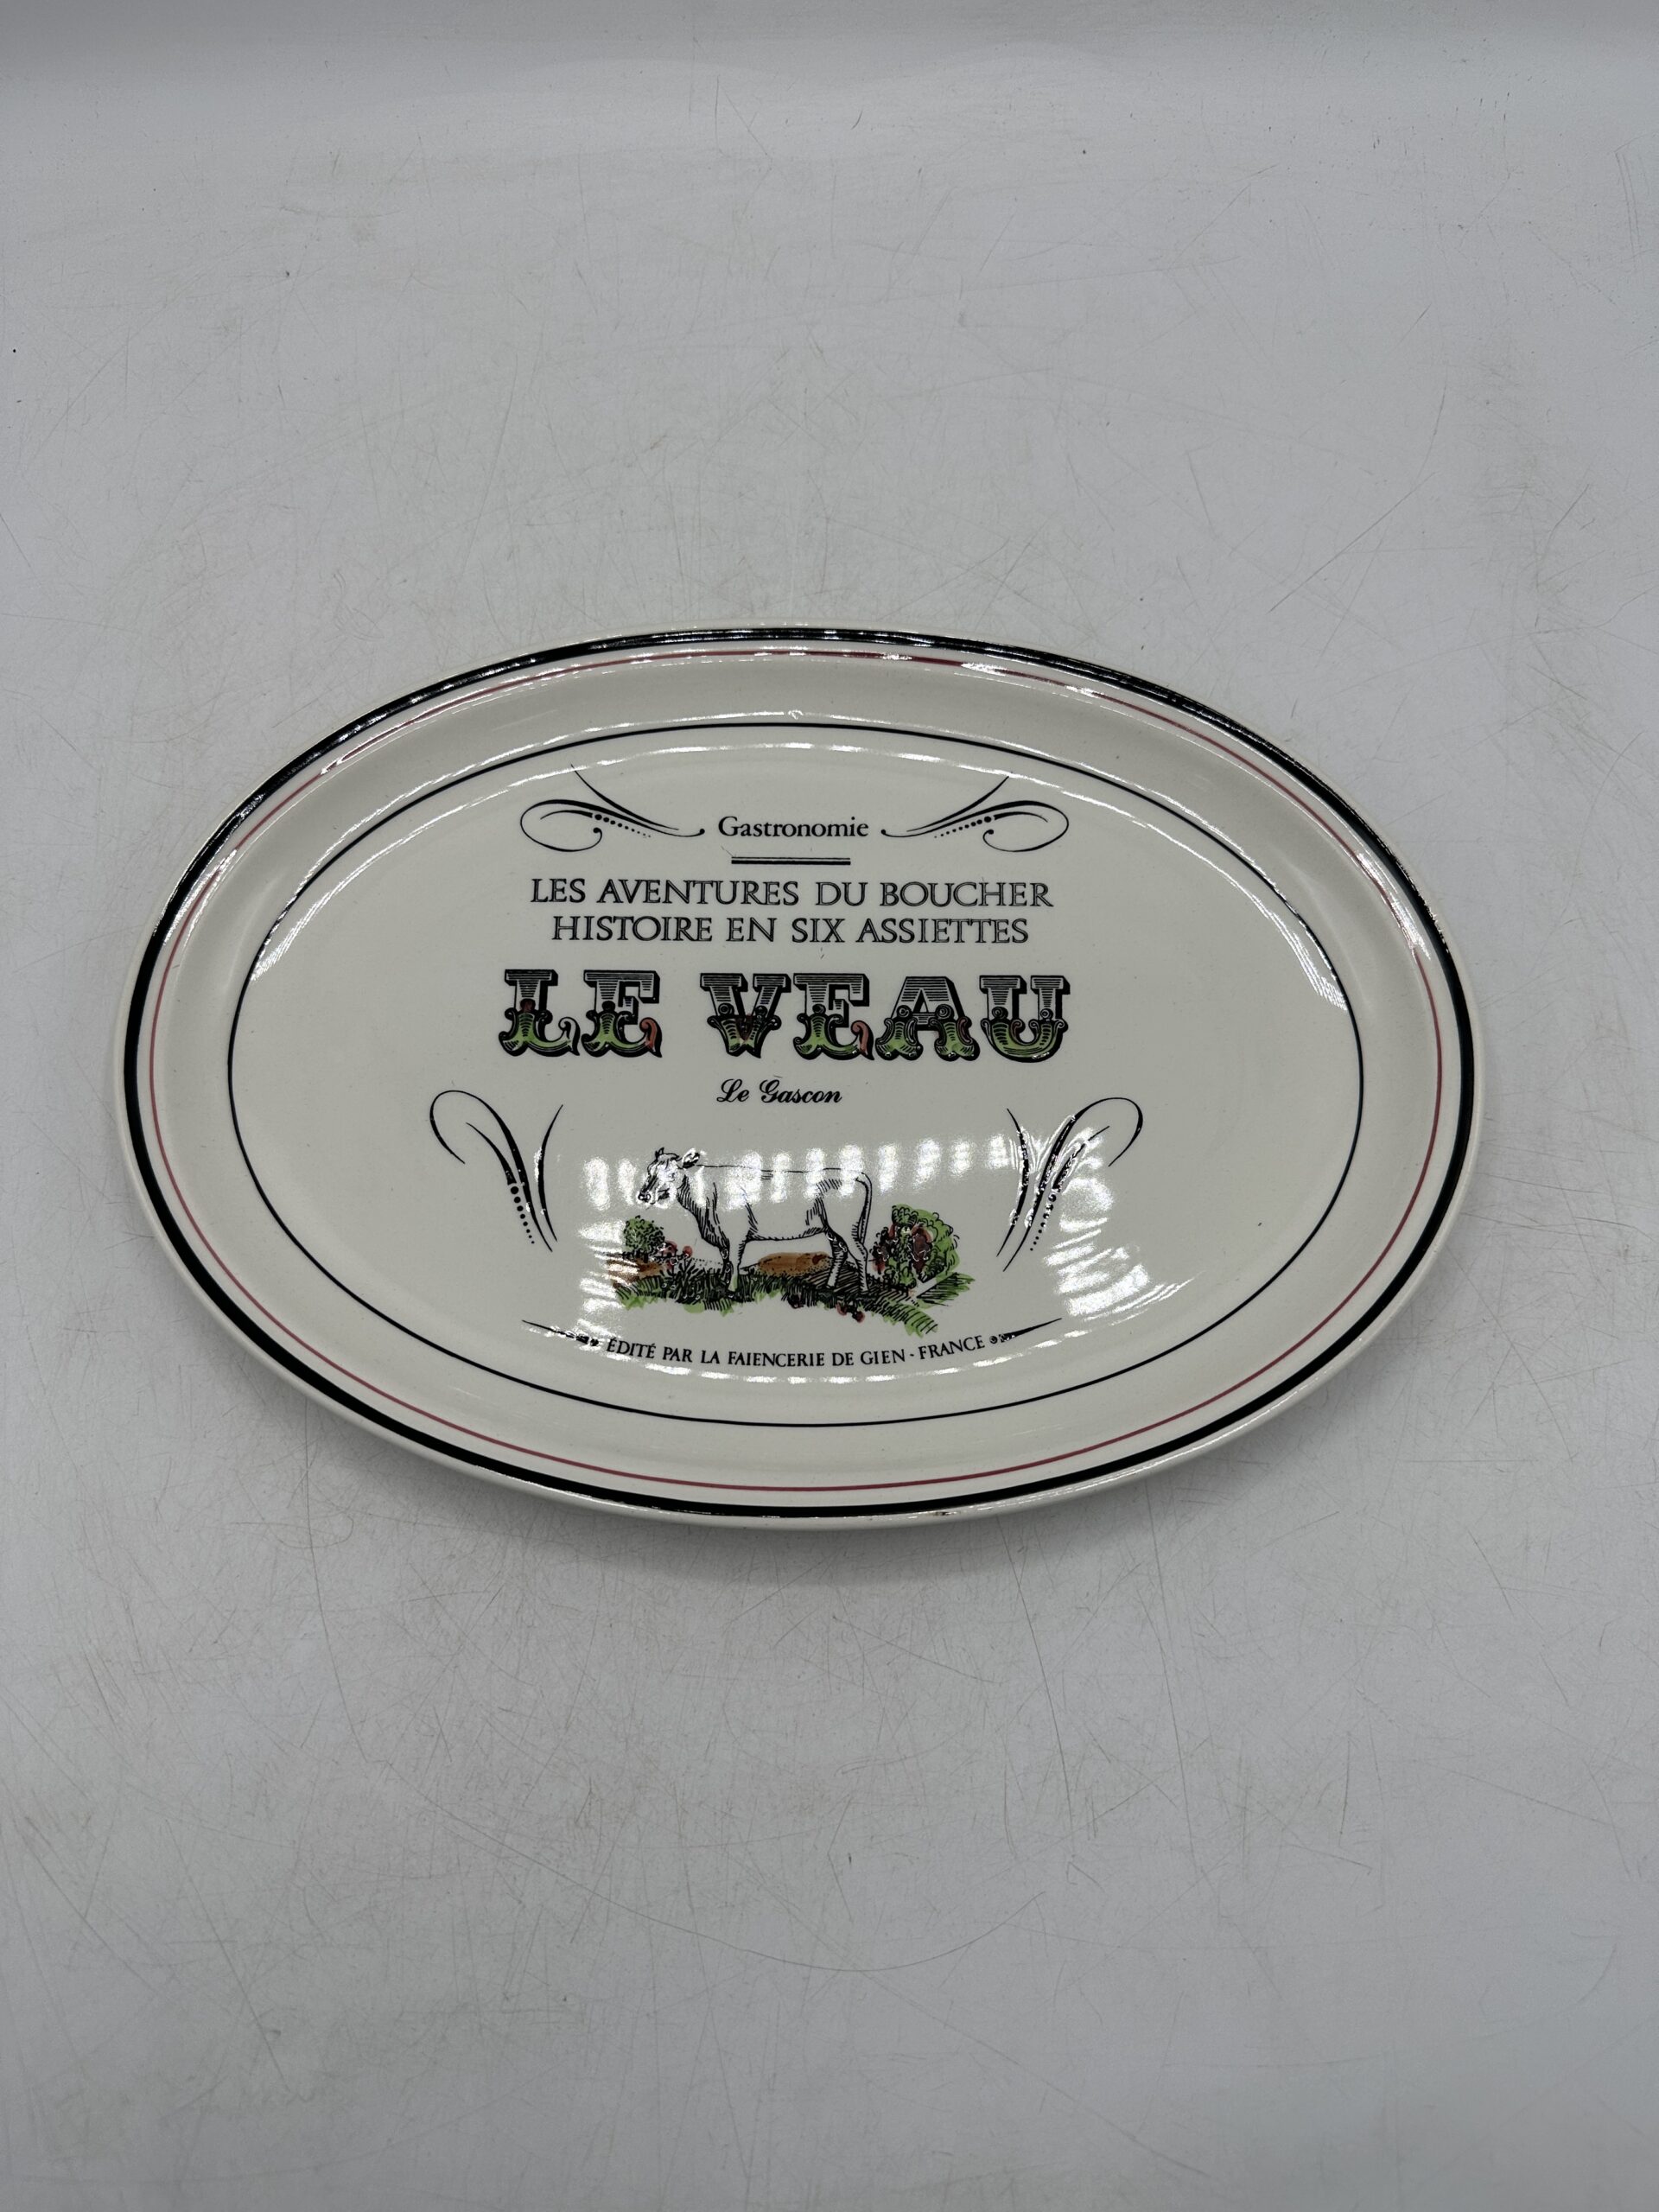 Gastronomie
LES AVENTURES DU BOUCHER
HISTOIRE EN SIX ASSIETTES
LE VEAU
Le Gascon
ÉDITÉ PAR LA FAIENCERIE DE GIEN - FRANCE